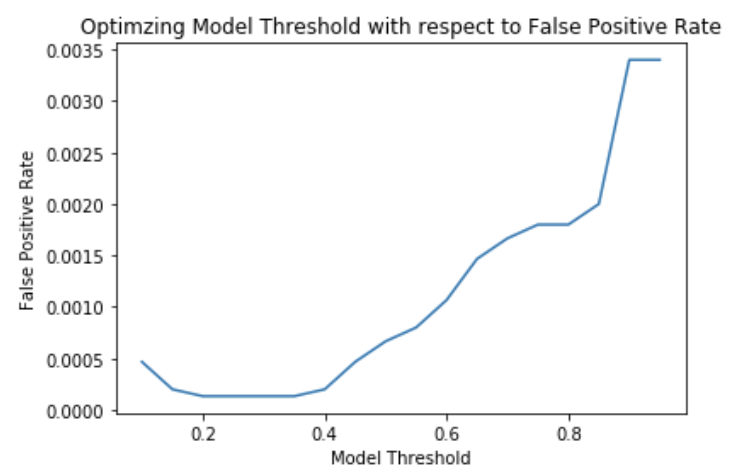 Optimzing Model Threshold with respect to False Positive Rate
0.0035
0.0030
0.0025
0.0020
0.0015
0.0010
0.0005
0.0000
False Positive Rate
0.2 0.4 0.6 0.8
Model Threshold